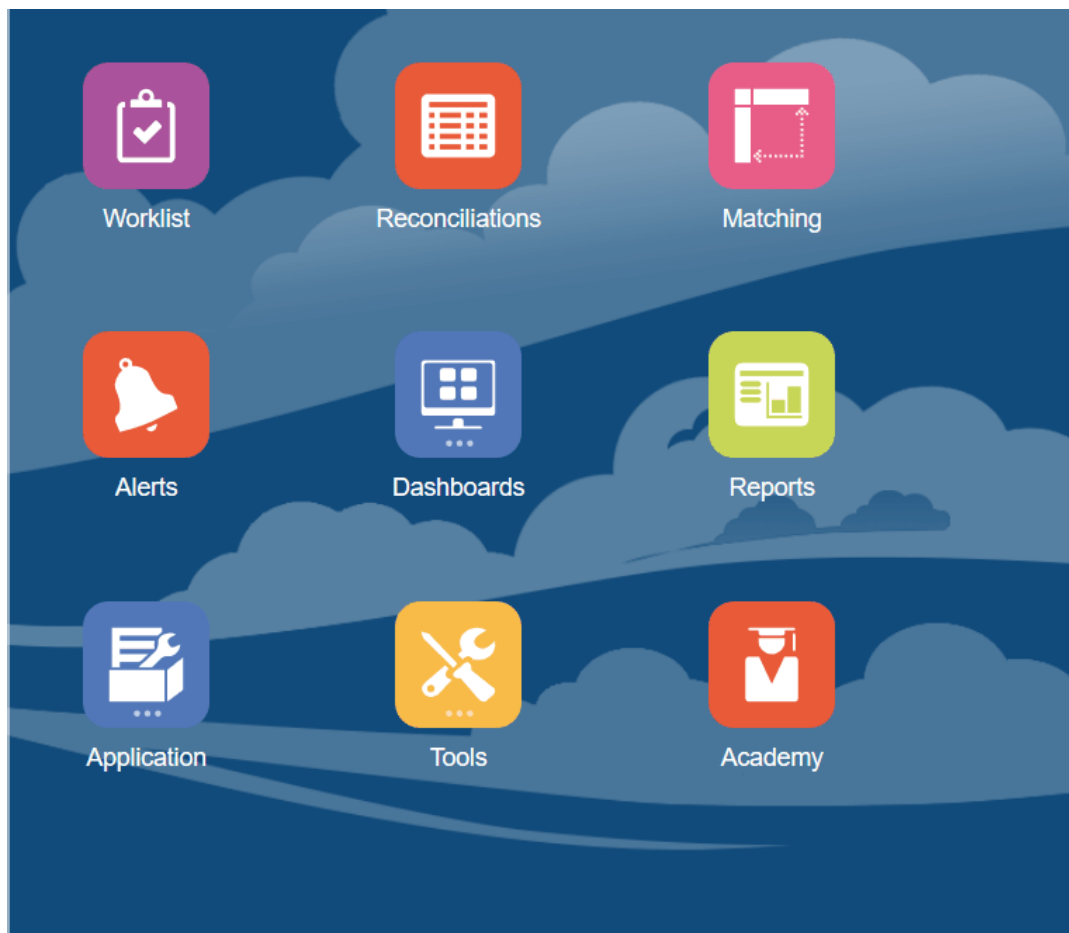 Worklist
Reconciliations
Matching
Alerts
Dashboards
Reports
Application
Tools
Academy